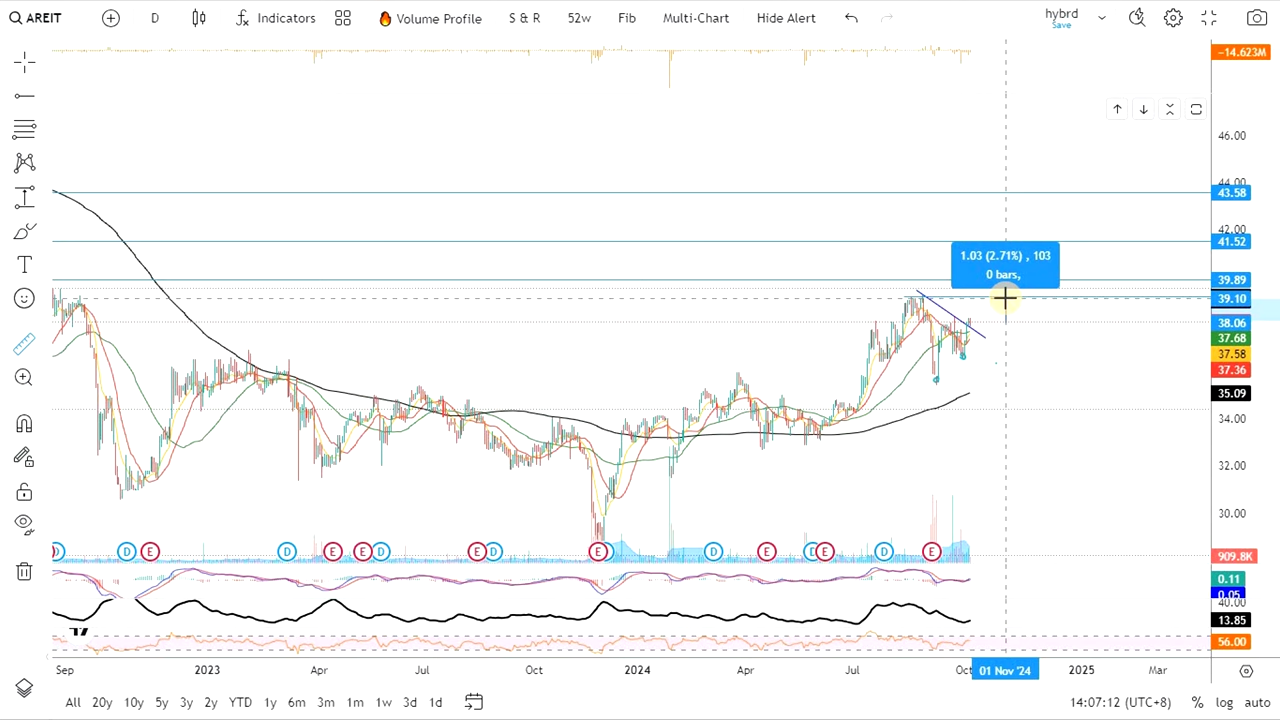 AREIT D Indicators Volume Profile S & R 52w Fib Multi-Chart Hide Alert hybrd
Save
−14.623M
46.00
44.00
43.58
42.00
41.52
1.03 (2.71%) , 103
0 bars,
39.89
39.10
38.06
37.68
37.58
37.36
35.09
34.00
32.00
30.00
D D E D E E D E D E D E D E D E
909.8K
0.11
0.05
40.00
13.85
56.00
Sep 2023 Apr Jul Oct 2024 Apr Jul Oct 01 Nov '24 2025 Mar
All 20y 10y 5y 3y 2y YTD 1y 6m 3m 1m 1w 3d 1d 14:07:12 (UTC+8) % log auto